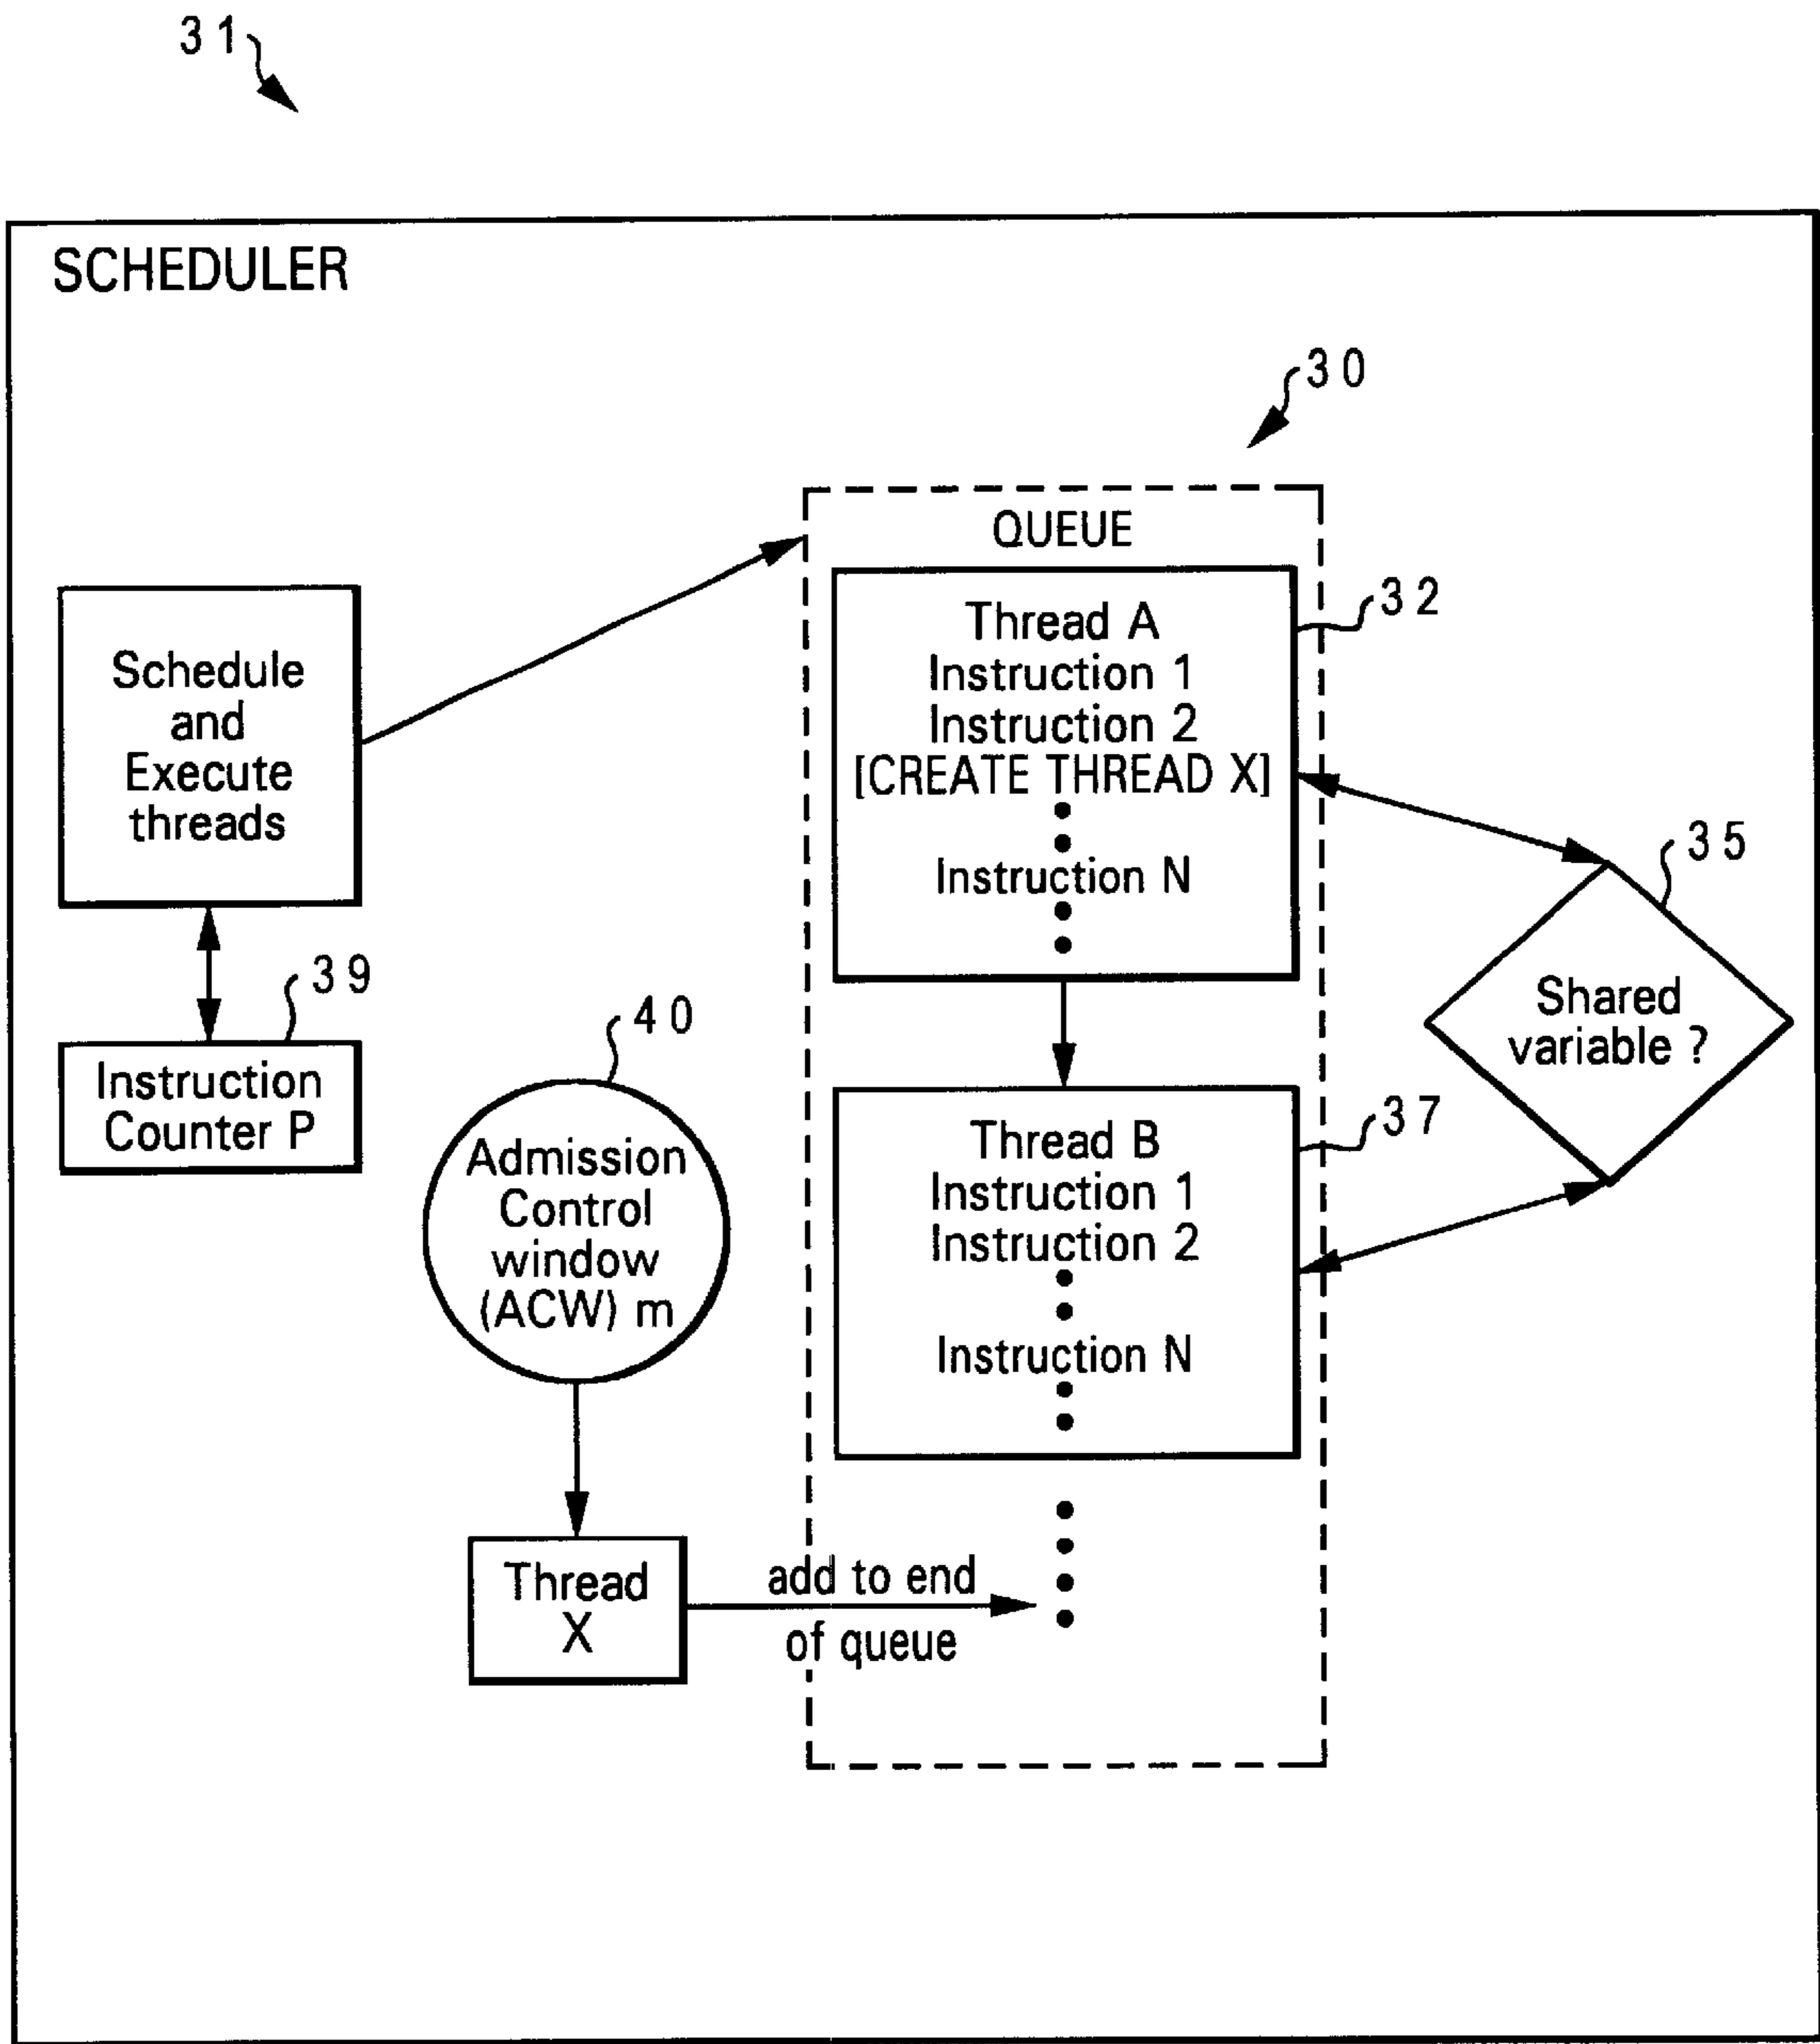 31
SCHEDULER
30
QUEUE
Thread A
Instruction 1
Instruction 2
[CREATE THREAD X]
Instruction N
32
Schedule
and
Execute
threads
35
Shared
variable ?
39
Instruction
Counter P
40
Admission
Control
window
(ACW) m
37
Thread B
Instruction 1
Instruction 2
Instruction N
Thread
X
add to end
of queue